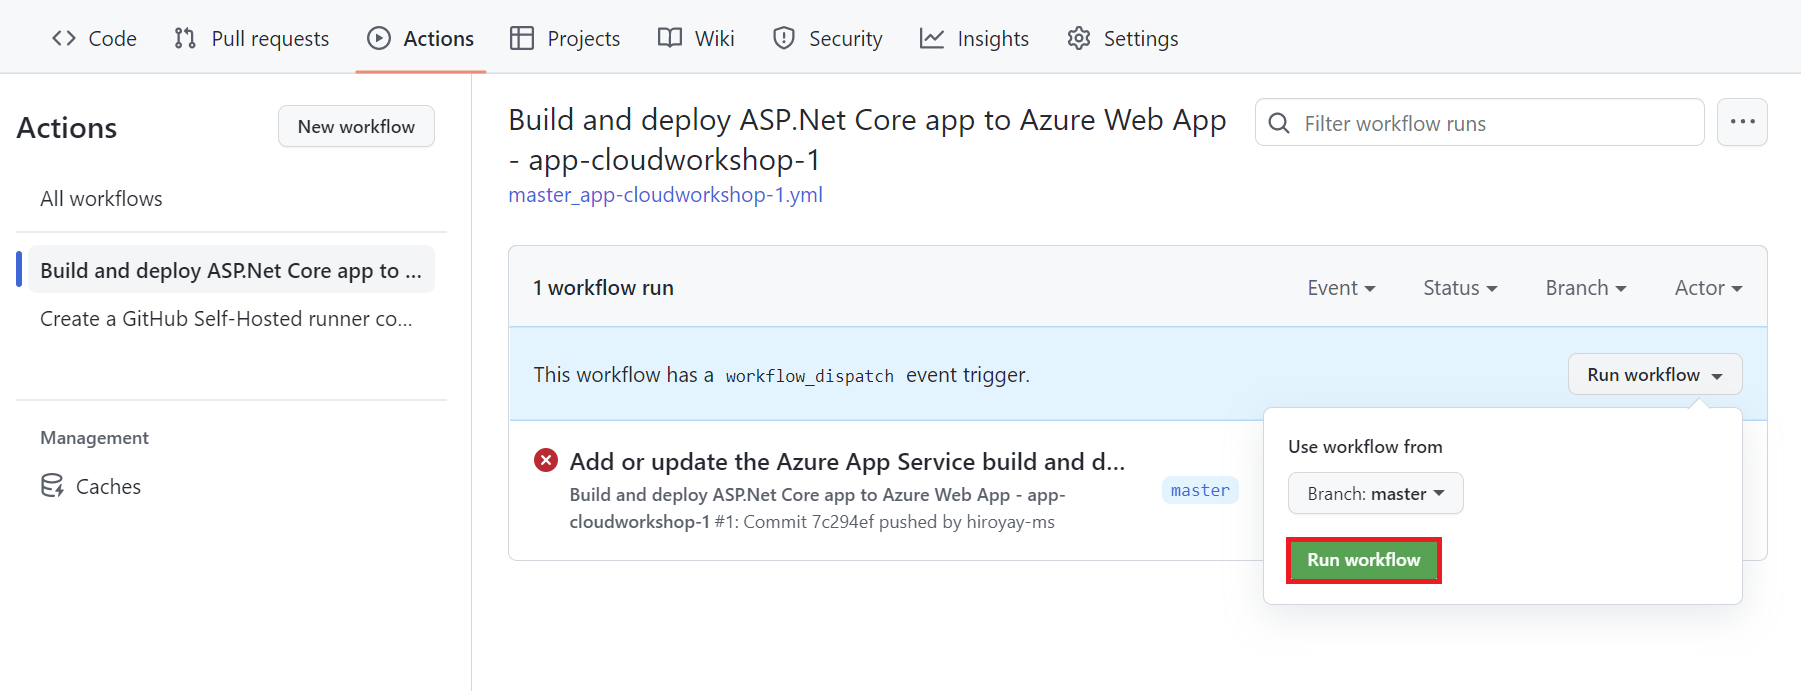 Code Pull requests Actions Projects Wiki Security Insights Settings
Actions
New workflow
All workflows
Build and deploy ASP.Net Core app to ...
Create a GitHub Self-Hosted runner co...
Management
Caches
Build and deploy ASP.Net Core app to Azure Web App
- app-cloudworkshop-1
master_app-cloudworkshop-1.yml
Filter workflow runs
1 workflow run
Event Status Branch Actor
This workflow has a workflow_dispatch event trigger.
Run workflow
Use workflow from
Branch: master
Run workflow
Add or update the Azure App Service build and d...
Build and deploy ASP.Net Core app to Azure Web App - app-
cloudworkshop-1 #1: Commit 7c294ef pushed by hiroyay-ms
master